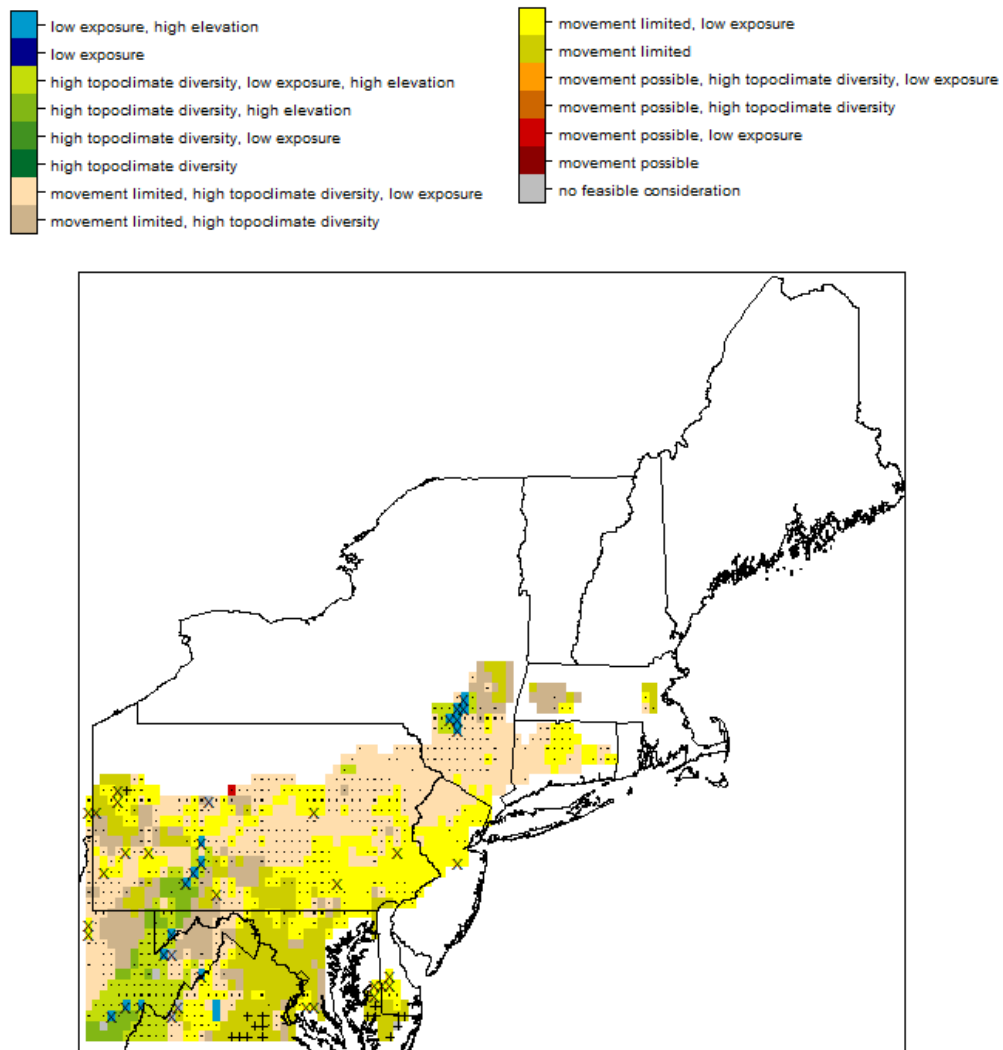 low exposure, high elevation
low exposure
high topoclimate diversity, low exposure, high elevation
high topoclimate diversity, high elevation
high topoclimate diversity, low exposure
high topoclimate diversity
movement limited, high topoclimate diversity, low exposure
movement limited, high topoclimate diversity
movement limited, low exposure
movement limited
movement possible, high topoclimate diversity, low exposure
movement possible, high topoclimate diversity
movement possible, low exposure
movement possible
no feasible consideration